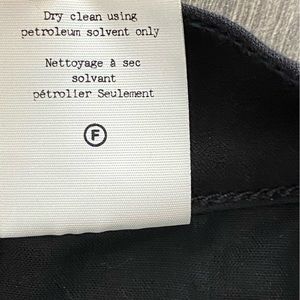 Dry clean using
petroleum solvent only
Nettoyage à sec
solvant
pétrolier Seulement
F